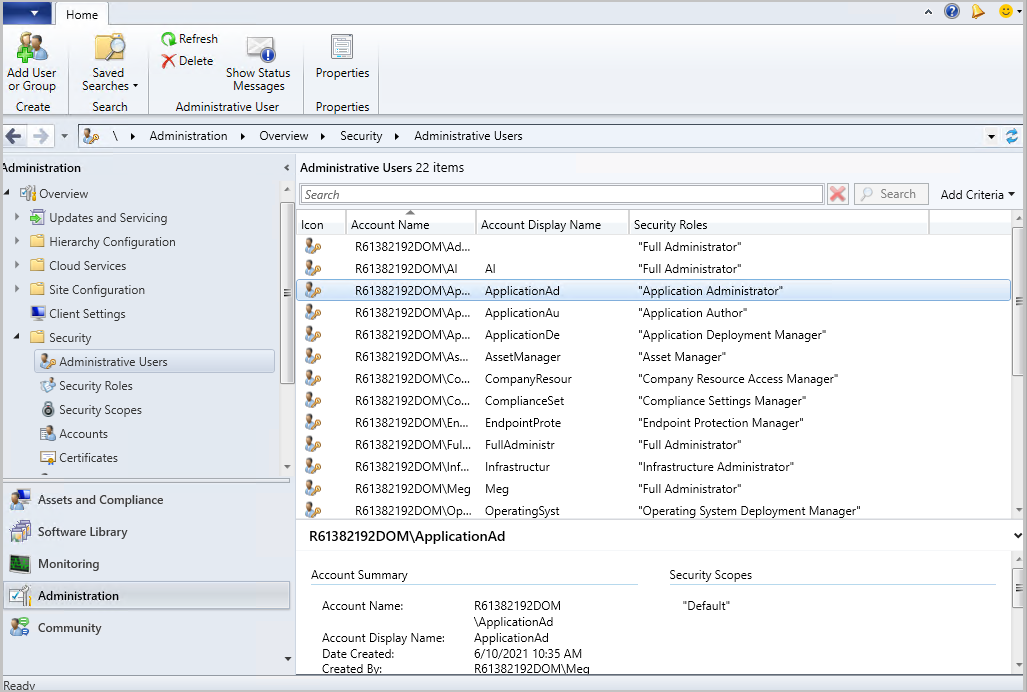 Home
Add User
or Group
Create
Saved
Searches
Search
Refresh
Delete
Show Status
Messages
Administrative User
Properties
Properties
\ Administration Overview Security Administrative Users
Administration
Overview
Updates and Servicing
Hierarchy Configuration
Cloud Services
Site Configuration
Client Settings
Security
Administrative Users
Security Roles
Security Scopes
Accounts
Certificates
Assets and Compliance
Software Library
Monitoring
Administration
Community
Administrative Users 22 items
Search
Search
Add Criteria
Icon Account Name Account Display Name Security Roles
R61382192DOM\Ad... "Full Administrator"
R61382192DOM\Al Al "Full Administrator"
R61382192DOM\Ap... ApplicationAd "Application Administrator"
R61382192DOM\Ap... ApplicationAu "Application Author"
R61382192DOM\Ap... ApplicationDe "Application Deployment Manager"
R61382192DOM\As... AssetManager "Asset Manager"
R61382192DOM\Co... CompanyResour "Company Resource Access Manager"
R61382192DOM\Co... ComplianceSet "Compliance Settings Manager"
R61382192DOM\En... EndpointProte "Endpoint Protection Manager"
R61382192DOM\Ful... FullAdministr "Full Administrator"
R61382192DOM\Inf... Infrastructur "Infrastructure Administrator"
R61382192DOM\Meg Meg "Full Administrator"
R61382192DOM\Op... OperatingSyst "Operating System Deployment Manager"
R61382192DOM\ApplicationAd
Account Summary
Account Name: R61382192DOM
\ApplicationAd
Account Display Name: ApplicationAd
Date Created: 6/10/2021 10:35 AM
Created By: R61382192DOM\Meg
Security Scopes
"Default"
Ready